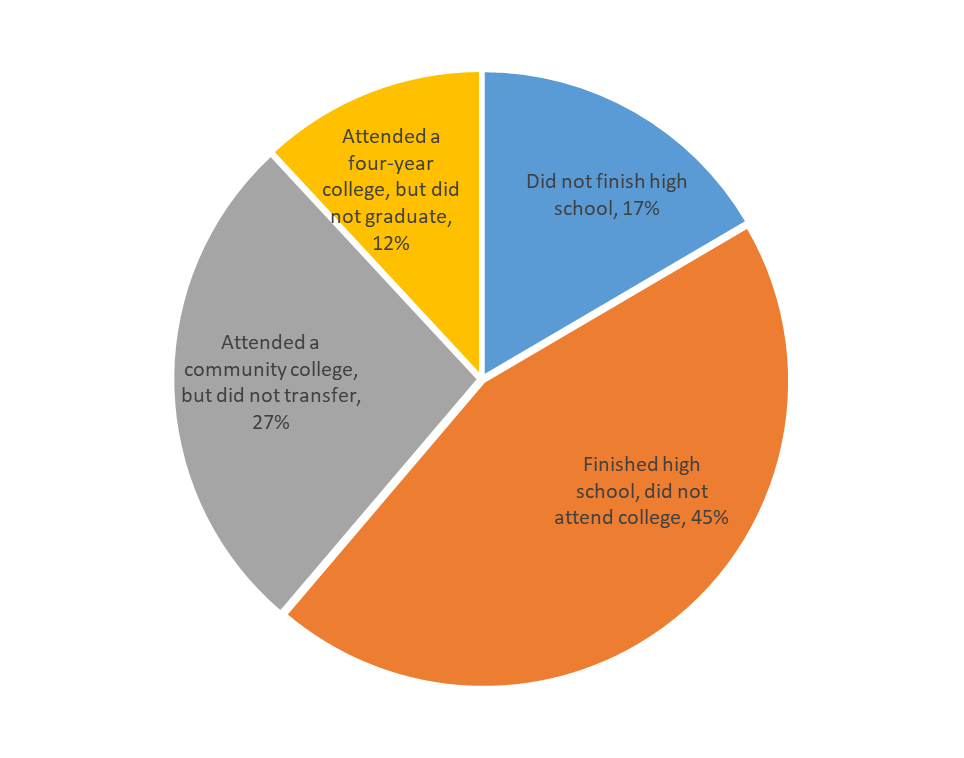 Attended a
four-year
college, but did
not graduate,
12%
Did not finish high
school, 17%
Attended a
community college,
but did not transfer,
27%
Finished high
school, did not
attend college, 45%